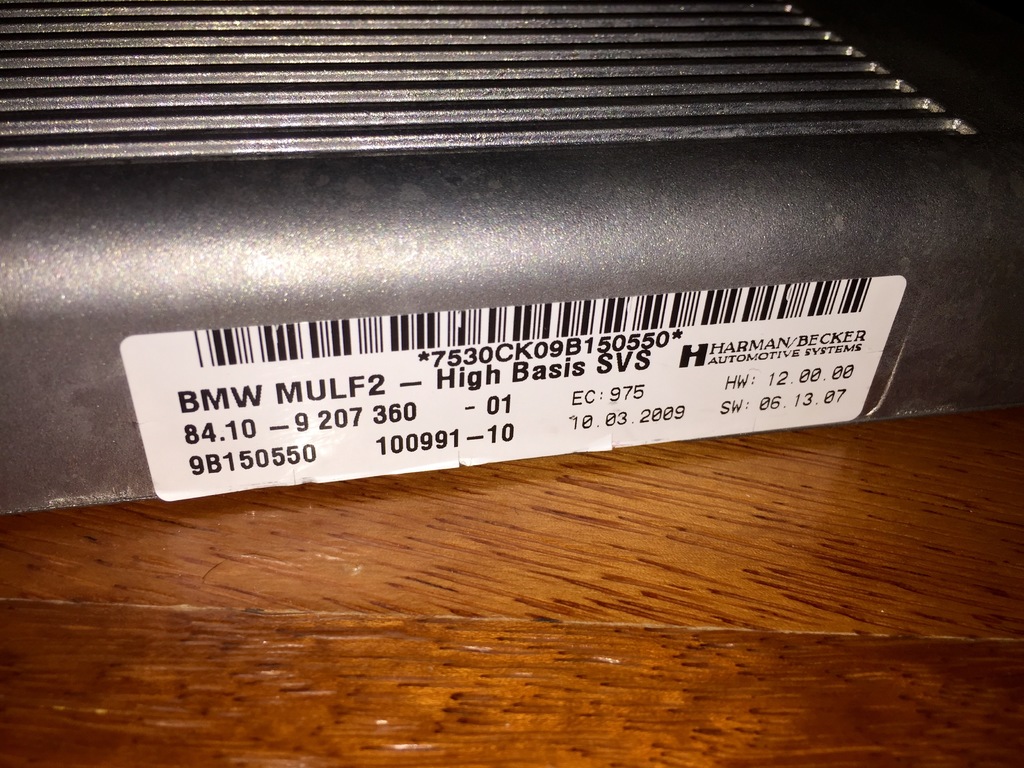 *7530CK09B150550*
BMW MULF2 - High Basis SVS
84.10 - 9 207 360 - 01
9B150550 100991-10
EC: 975
10.03.2009
H HARMAN/BECKER
AUTOMOTIVE SYSTEMS
HW: 12.00.00
SW: 06.13.07